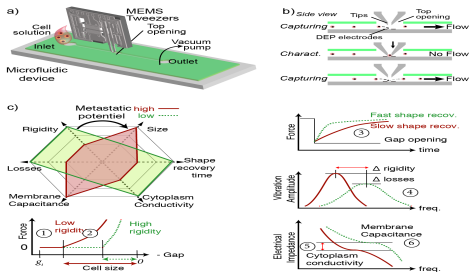 a)
MEMS
Tweezers
Cell
solution
Top
opening
Vacuum
pump
Inlet
Outlet
Microfluidic
device
b)
Side view
Tips
Top
opening
Capturing
Flow
DEP electrodes
Charact.
No Flow
Capturing
Flow
c)
Metastatic
potentiel
high
low
Rigidity
Size
Losses
Shape
recovery
time
Membrane
Capacitance
Cytoplasm
Conductivity
Force
1
Low
rigidity
2
High
rigidity
0
Gap
0
Cell size
Force
Fast shape recov.
Slow shape recov.
3
Gap opening
time
Vibration
Amplitude
Δ rigidity
Δ losses
4
freq.
Electrical
Impedance
Membrane
Capacitance
5
6
Cytoplasm
conductivity
freq.